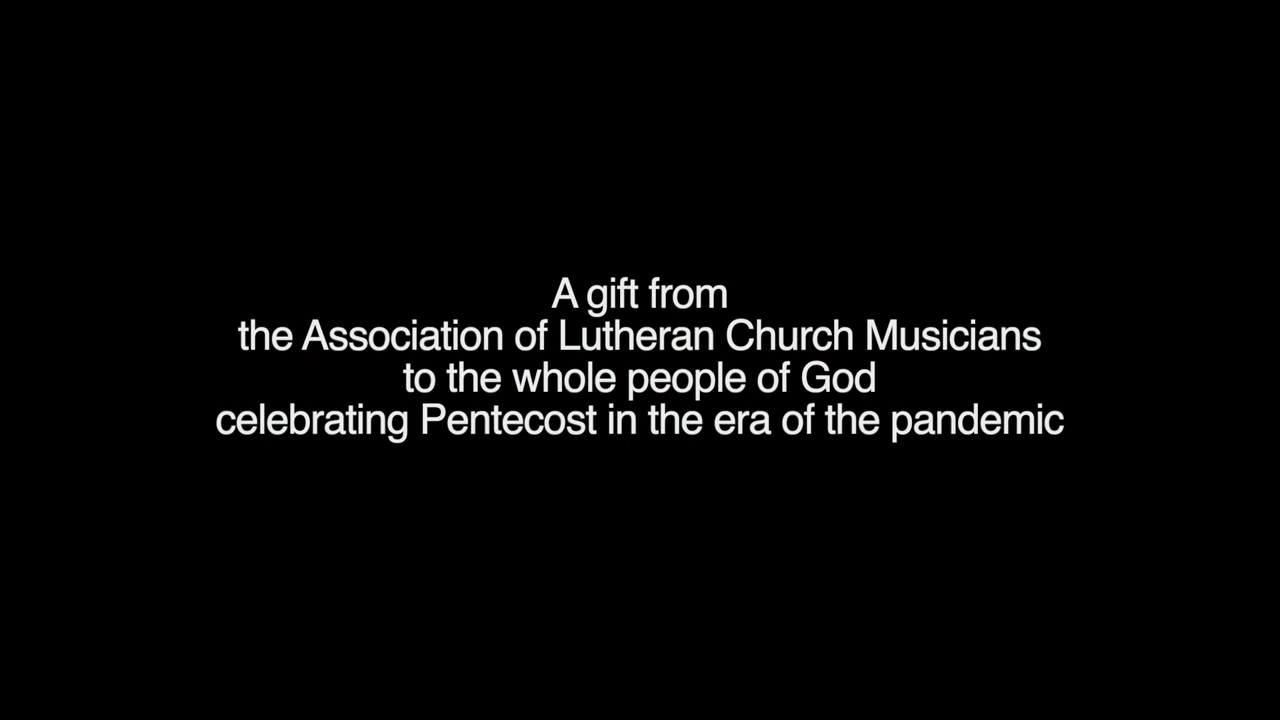 A gift from
the Association of Lutheran Church Musicians
to the whole people of God
celebrating Pentecost in the era of the pandemic